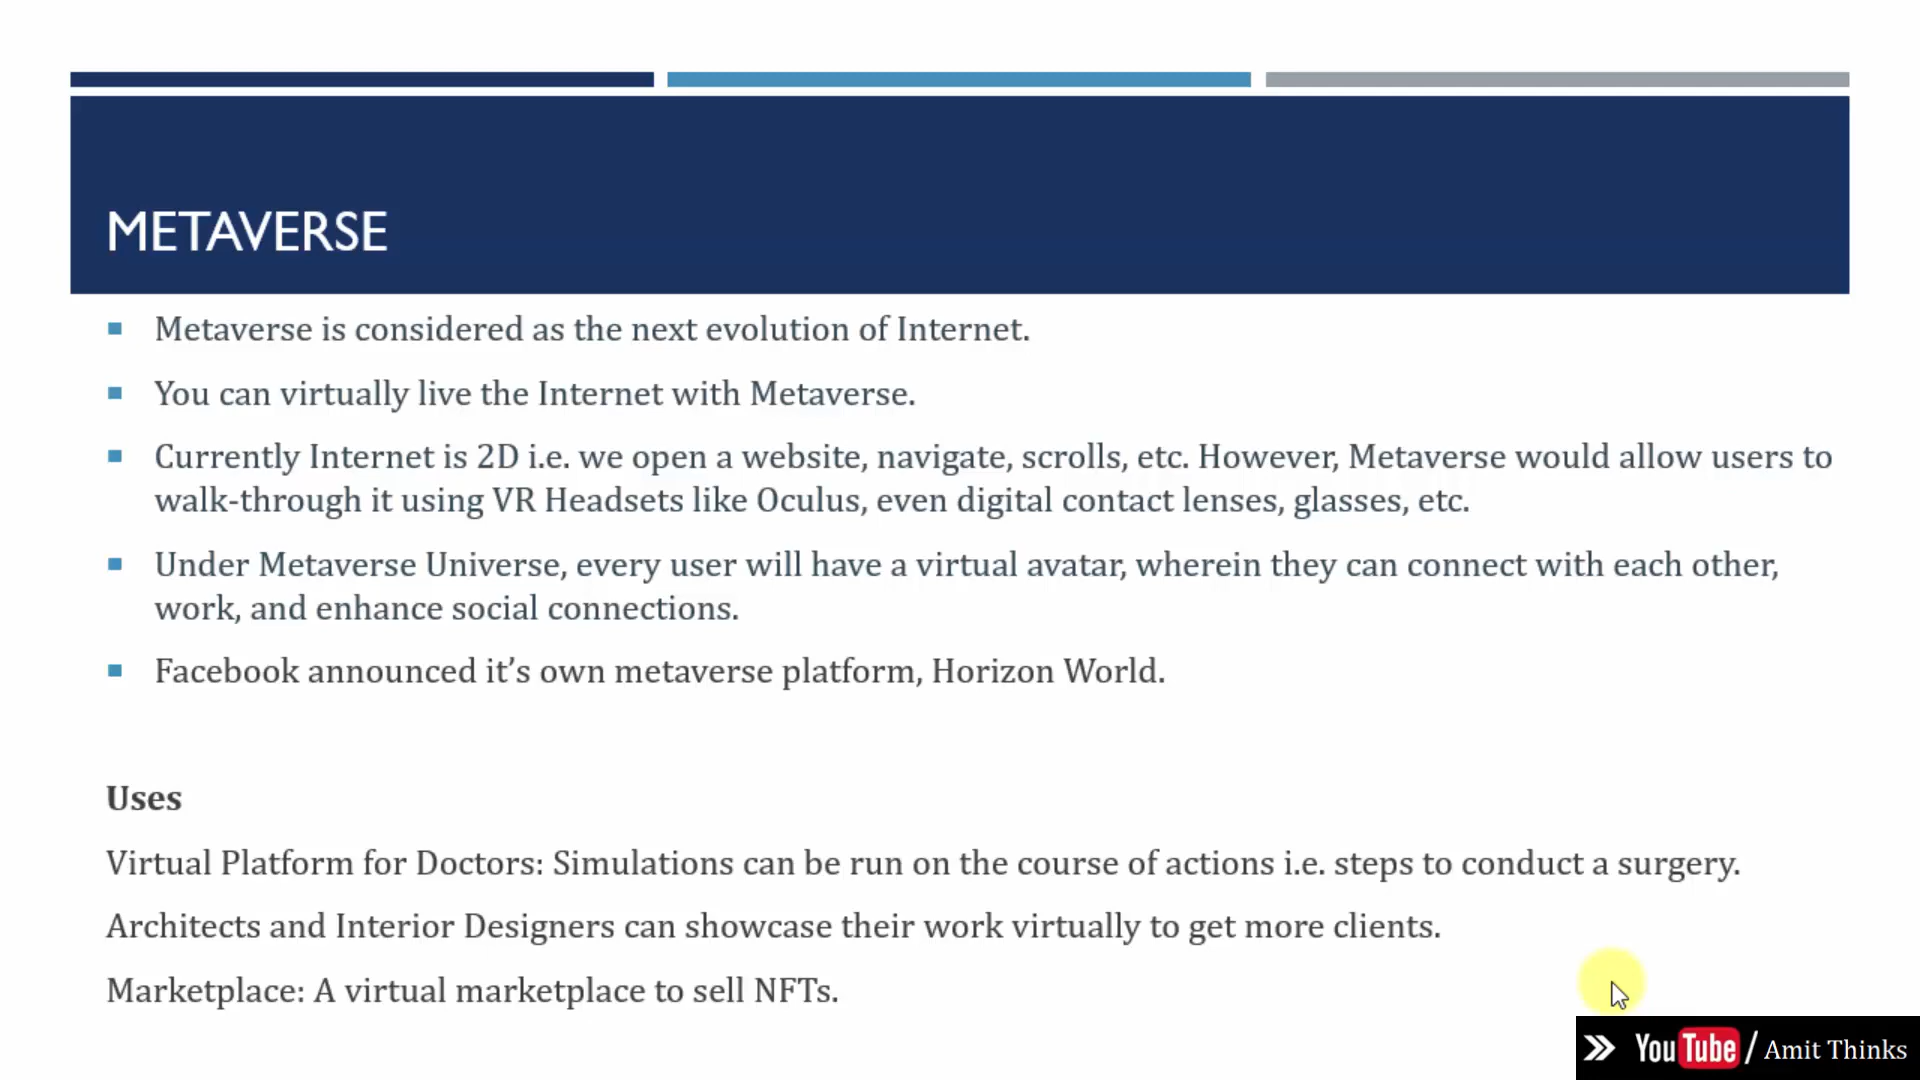 METAVERSE
Metaverse is considered as the next evolution of Internet.
You can virtually live the Internet with Metaverse.
Currently Internet is 2D i.e. we open a website, navigate, scrolls, etc. However, Metaverse would allow users to
walk-through it using VR Headsets like Oculus, even digital contact lenses, glasses, etc.
Under Metaverse Universe, every user will have a virtual avatar, wherein they can connect with each other,
work, and enhance social connections.
Facebook announced it’s own metaverse platform, Horizon World.
Uses
Virtual Platform for Doctors: Simulations can be run on the course of actions i.e. steps to conduct a surgery.
Architects and Interior Designers can showcase their work virtually to get more clients.
Marketplace: A virtual marketplace to sell NFTs.
YouTube / Amit Thinks